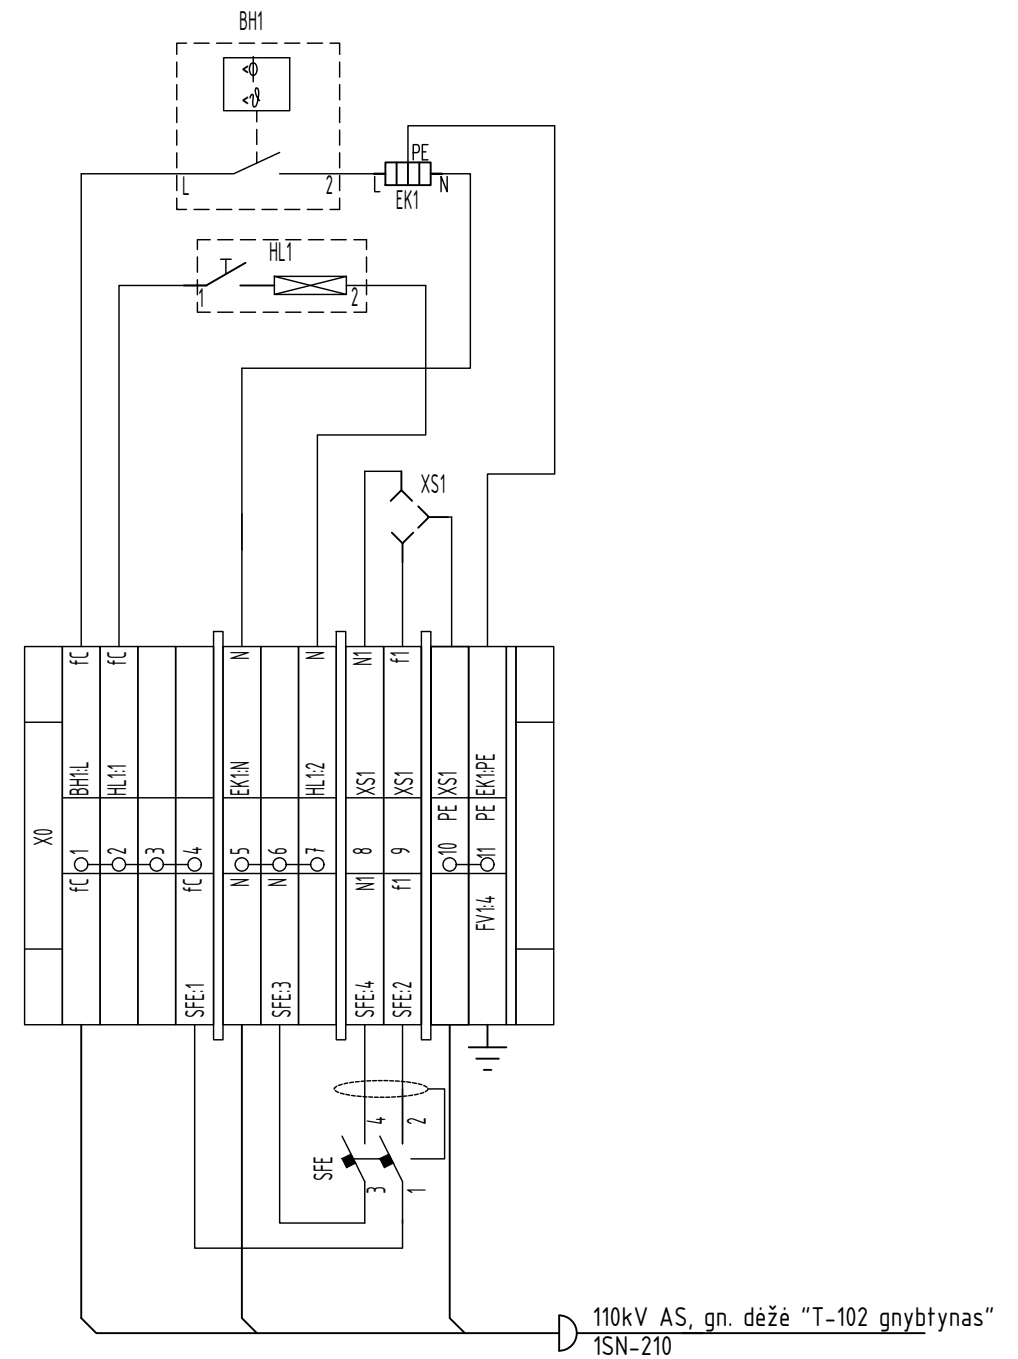 BH1
<ϕ
<ϑ
L 2
PE
L N
EK1
HL1
1 2
XS1
fC fC N N N1 f1
BH1:L HL1:1 EK1:N HL1:2 XS1 XS1 XS1 EK1:PE
PE PE
X0 1 2 3 4 5 6 7 8 9 10 11
fC fC N N N1 f1
FV1:4
SFE:1 SFE:3 SFE:4 SFE:2
4 2
SFE
3 1
110kV AS, gn. dėžė "T-102 gnybtynas"
1SN-210